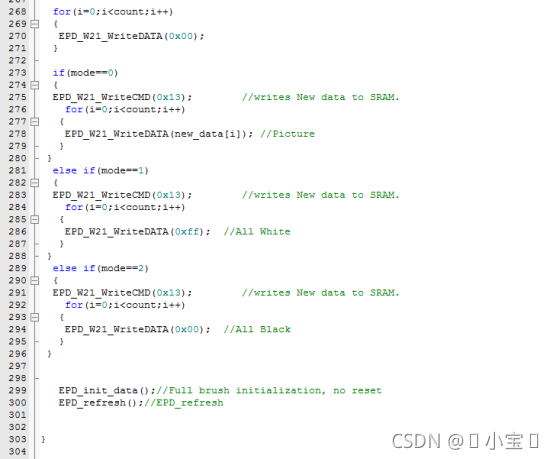 268 for(i=0;i<count;i++)
269 {
270 EPD_W21_WriteDATA(0x00);
271 }
272
273 if(mode==0)
274 {
275 EPD_W21_WriteCMD(0x13); //writes New data to SRAM.
276 for(i=0;i<count;i++)
277 {
278 EPD_W21_WriteDATA(new_data[i]); //Picture
279 }
280 }
281 else if(mode==1)
282 {
283 EPD_W21_WriteCMD(0x13); //writes New data to SRAM.
284 for(i=0;i<count;i++)
285 {
286 EPD_W21_WriteDATA(0xff); //All White
287 }
288 }
289 else if(mode==2)
290 {
291 EPD_W21_WriteCMD(0x13); //writes New data to SRAM.
292 for(i=0;i<count;i++)
293 {
294 EPD_W21_WriteDATA(0x00); //All Black
295 }
296 }
297
298
299 EPD_init_data();//Full brush initialization, no reset
300 EPD_refresh();//EPD_refresh
301
302
303 }
304
CSDN @ 小宝